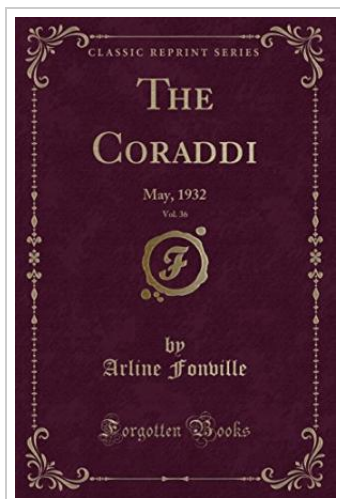 CLASSIC REPRINT SERIES
THE
CORADDI
May, 1932
Vol. 36
F
by
Arline Fonville
Forgotten Books